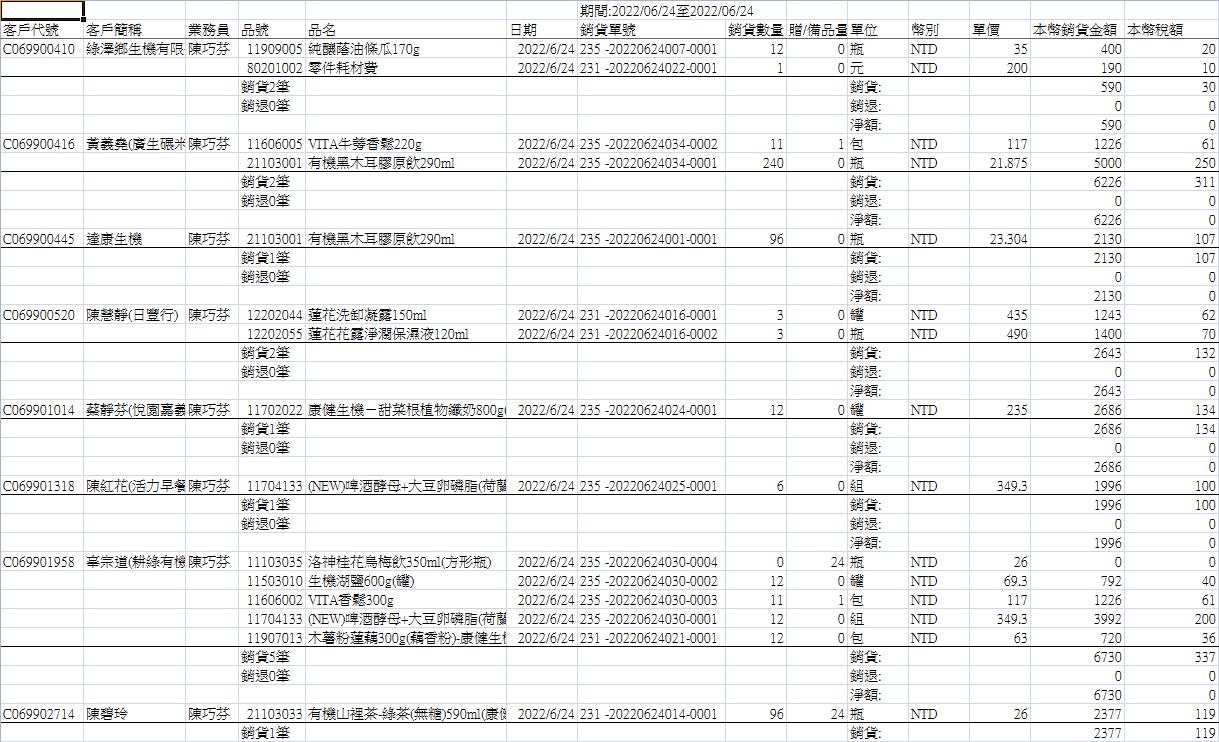 期間:2022/06/24至2022/06/24
客戶代號 客戶簡稱 業務員 品號 品名 日期 銷貨單號 銷貨數量 贈/備品量 單位 幣別 單價 本幣銷貨金額 本幣稅額
C069900410 綠澤鄉生機有限 陳巧芬 11909005 純釀蔭油條瓜170g 2022/6/24 235 -20220624007-0001 12 0 瓶 NTD 35 400 20
80201002 零件耗材費 2022/6/24 231 -20220624022-0001 1 0 元 NTD 200 190 10
銷貨2筆 銷貨: 590 30
銷退0筆 銷退: 0 0
淨額: 590 0
C069900416 黃義堯(廣生碾米 陳巧芬 11606005 VITA牛蒡香鬆220g 2022/6/24 235 -20220624034-0002 11 1 包 NTD 117 1226 61
21103001 有機黑木耳膠原飲290ml 2022/6/24 235 -20220624034-0001 240 0 瓶 NTD 21.875 5000 250
銷貨2筆 銷貨: 6226 311
銷退0筆 銷退: 0 0
淨額: 6226 0
C069900445 達康生機 陳巧芬 21103001 有機黑木耳膠原飲290ml 2022/6/24 235 -20220624001-0001 96 0 瓶 NTD 23.304 2130 107
銷貨1筆 銷貨: 2130 107
銷退0筆 銷退: 0 0
淨額: 2130 0
C069900520 陳慧靜(日豐行) 陳巧芬 12202044 蓮花洗卸凝露150ml 2022/6/24 231 -20220624016-0001 3 0 罐 NTD 435 1243 62
12202055 蓮花花露淨潤保濕液120ml 2022/6/24 231 -20220624016-0002 3 0 瓶 NTD 490 1400 70
銷貨2筆 銷貨: 2643 132
銷退0筆 銷退: 0 0
淨額: 2643 0
C069901014 蔡靜芬(悅園嘉義 陳巧芬 11702022 康健生機－甜菜根植物纖奶800g( 2022/6/24 235 -20220624024-0001 12 0 罐 NTD 235 2686 134
銷貨1筆 銷貨: 2686 134
銷退0筆 銷退: 0 0
淨額: 2686 0
C069901318 陳紅花(活力早餐 陳巧芬 11704133 (NEW)啤酒酵母+大豆卵磷脂(荷蘭 2022/6/24 235 -20220624025-0001 6 0 組 NTD 349.3 1996 100
銷貨1筆 銷貨: 1996 100
銷退0筆 銷退: 0 0
淨額: 1996 0
C069901958 辜宗道(耕綠有機 陳巧芬 11103035 洛神桂花烏梅飲350ml(方形瓶) 2022/6/24 235 -20220624030-0004 0 24 瓶 NTD 26 0 0
11503010 生機湖鹽600g(罐) 2022/6/24 235 -20220624030-0002 12 0 罐 NTD 69.3 792 40
11606002 VITA香鬆300g 2022/6/24 235 -20220624030-0003 11 1 包 NTD 117 1226 61
11704133 (NEW)啤酒酵母+大豆卵磷脂(荷蘭 2022/6/24 235 -20220624030-0001 12 0 組 NTD 349.3 3992 200
11907013 木薯粉蓮藕300g(藕香粉)-康健生機 2022/6/24 231 -20220624021-0001 12 0 包 NTD 63 720 36
銷貨5筆 銷貨: 6730 337
銷退0筆 銷退: 0 0
淨額: 6730 0
C069902714 陳碧玲 陳巧芬 21103033 有機山裡茶-綠茶(無糖)590ml(康健 2022/6/24 231 -20220624014-0001 96 24 瓶 NTD 26 2377 119
銷貨1筆 銷貨: 2377 119